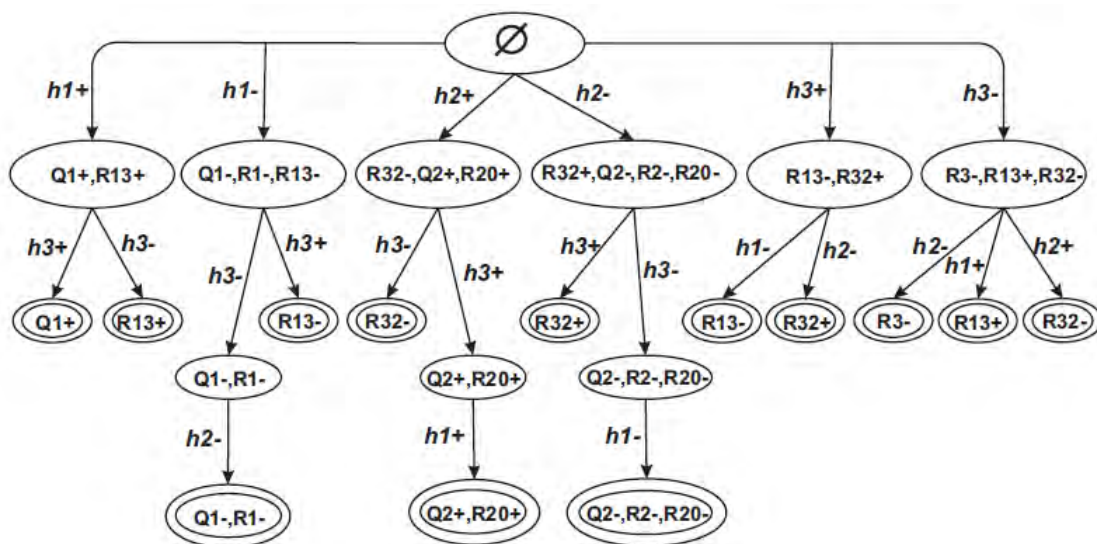 ∅
h1+ h1- h2+ h2- h3+ h3-
Q1+,R13+ Q1-,R1-,R13- R32-,Q2+,R20+ R32+,Q2-,R2-,R20- R13-,R32+ R3-,R13+,R32-
h3+ h3- h3- h3+ h3- h3+ h3+ h3- h1- h2- h2- h1+ h2+
Q1+ R13+ R13- R32- R32+ R13- R32+ R3- R13+ R32-
Q1-,R1- Q2+,R20+ Q2-,R2-,R20-
h2- h1+ h1-
Q1-,R1- Q2+,R20+ Q2-,R2-,R20-